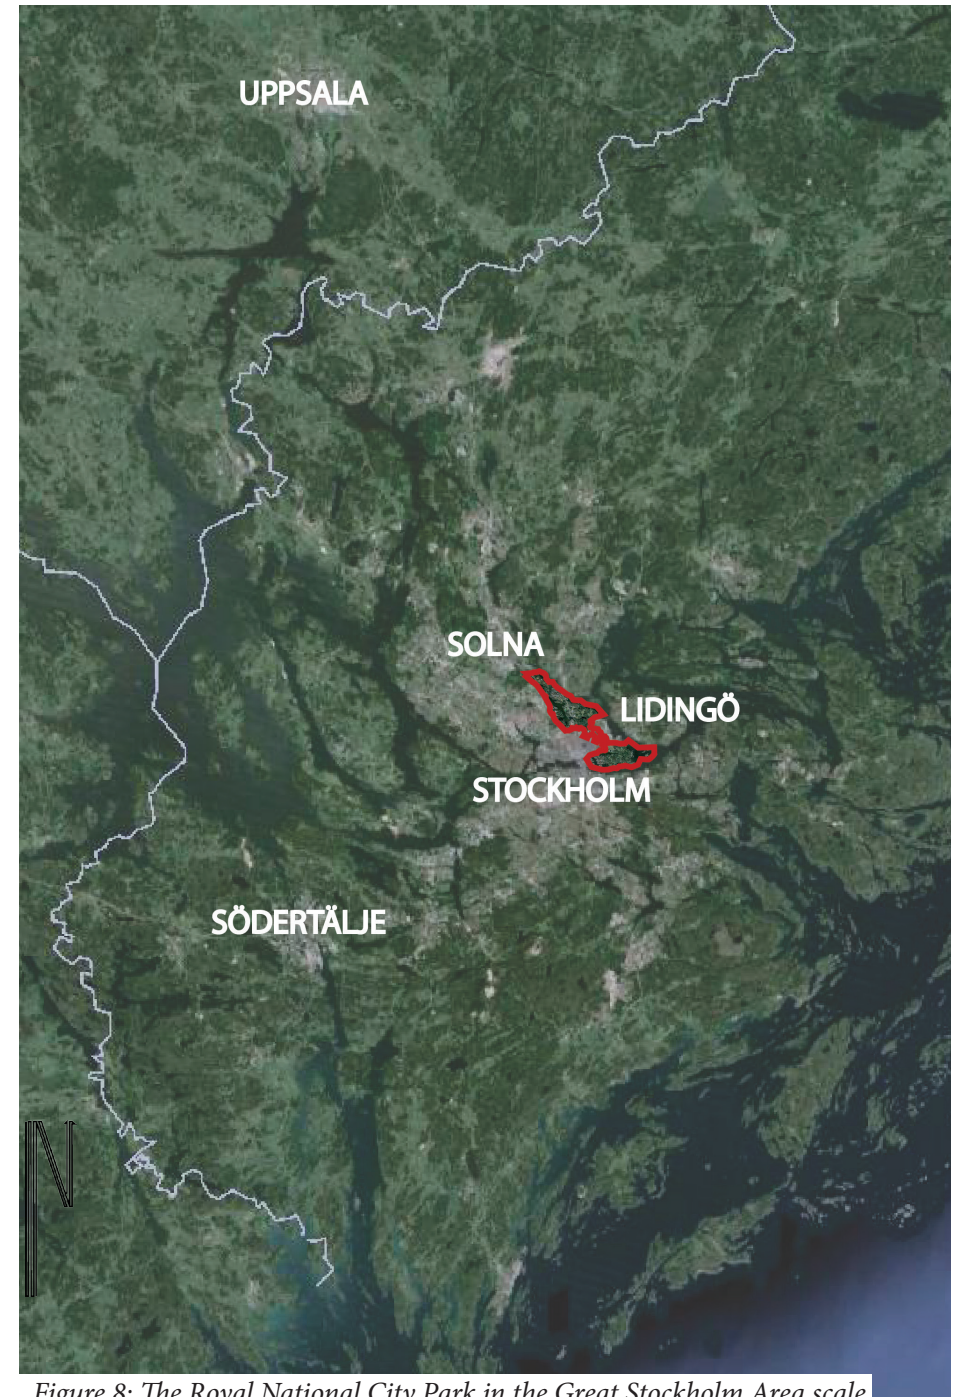 UPPSALA
SOLNA
LIDINGÖ
STOCKHOLM
SÖDERTÄLJE
N
Figure 8: The Royal National City Park in the Great Stockholm Area scale